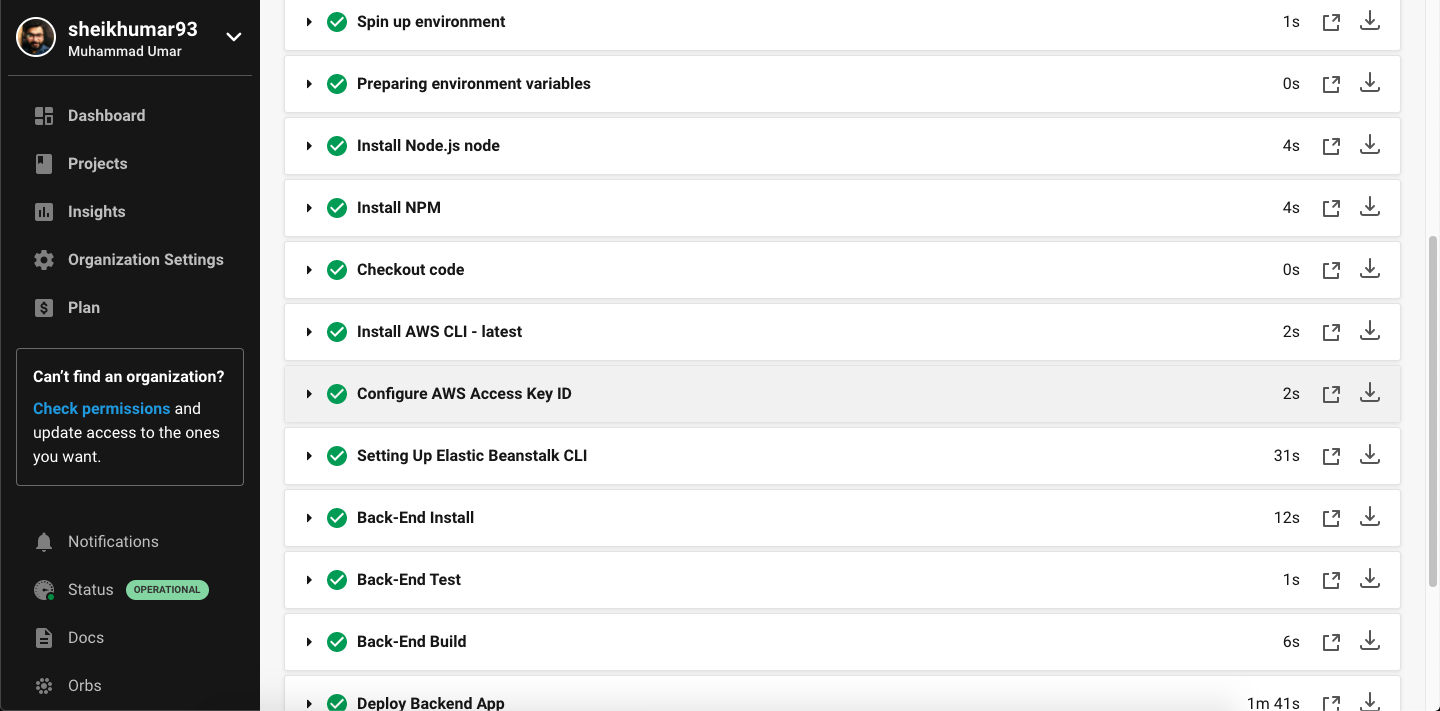 sheikhumar93
Muhammad Umar
Dashboard
Projects
Insights
Organization Settings
Plan
Can't find an organization?
Check permissions and
update access to the ones
you want.
Notifications
Status OPERATIONAL
Docs
Orbs
Spin up environment 1s
Preparing environment variables 0s
Install Node.js node 4s
Install NPM 4s
Checkout code 0s
Install AWS CLI - latest 2s
Configure AWS Access Key ID 2s
Setting Up Elastic Beanstalk CLI 31s
Back-End Install 12s
Back-End Test 1s
Back-End Build 6s
Deploy Backend App 1m 41s